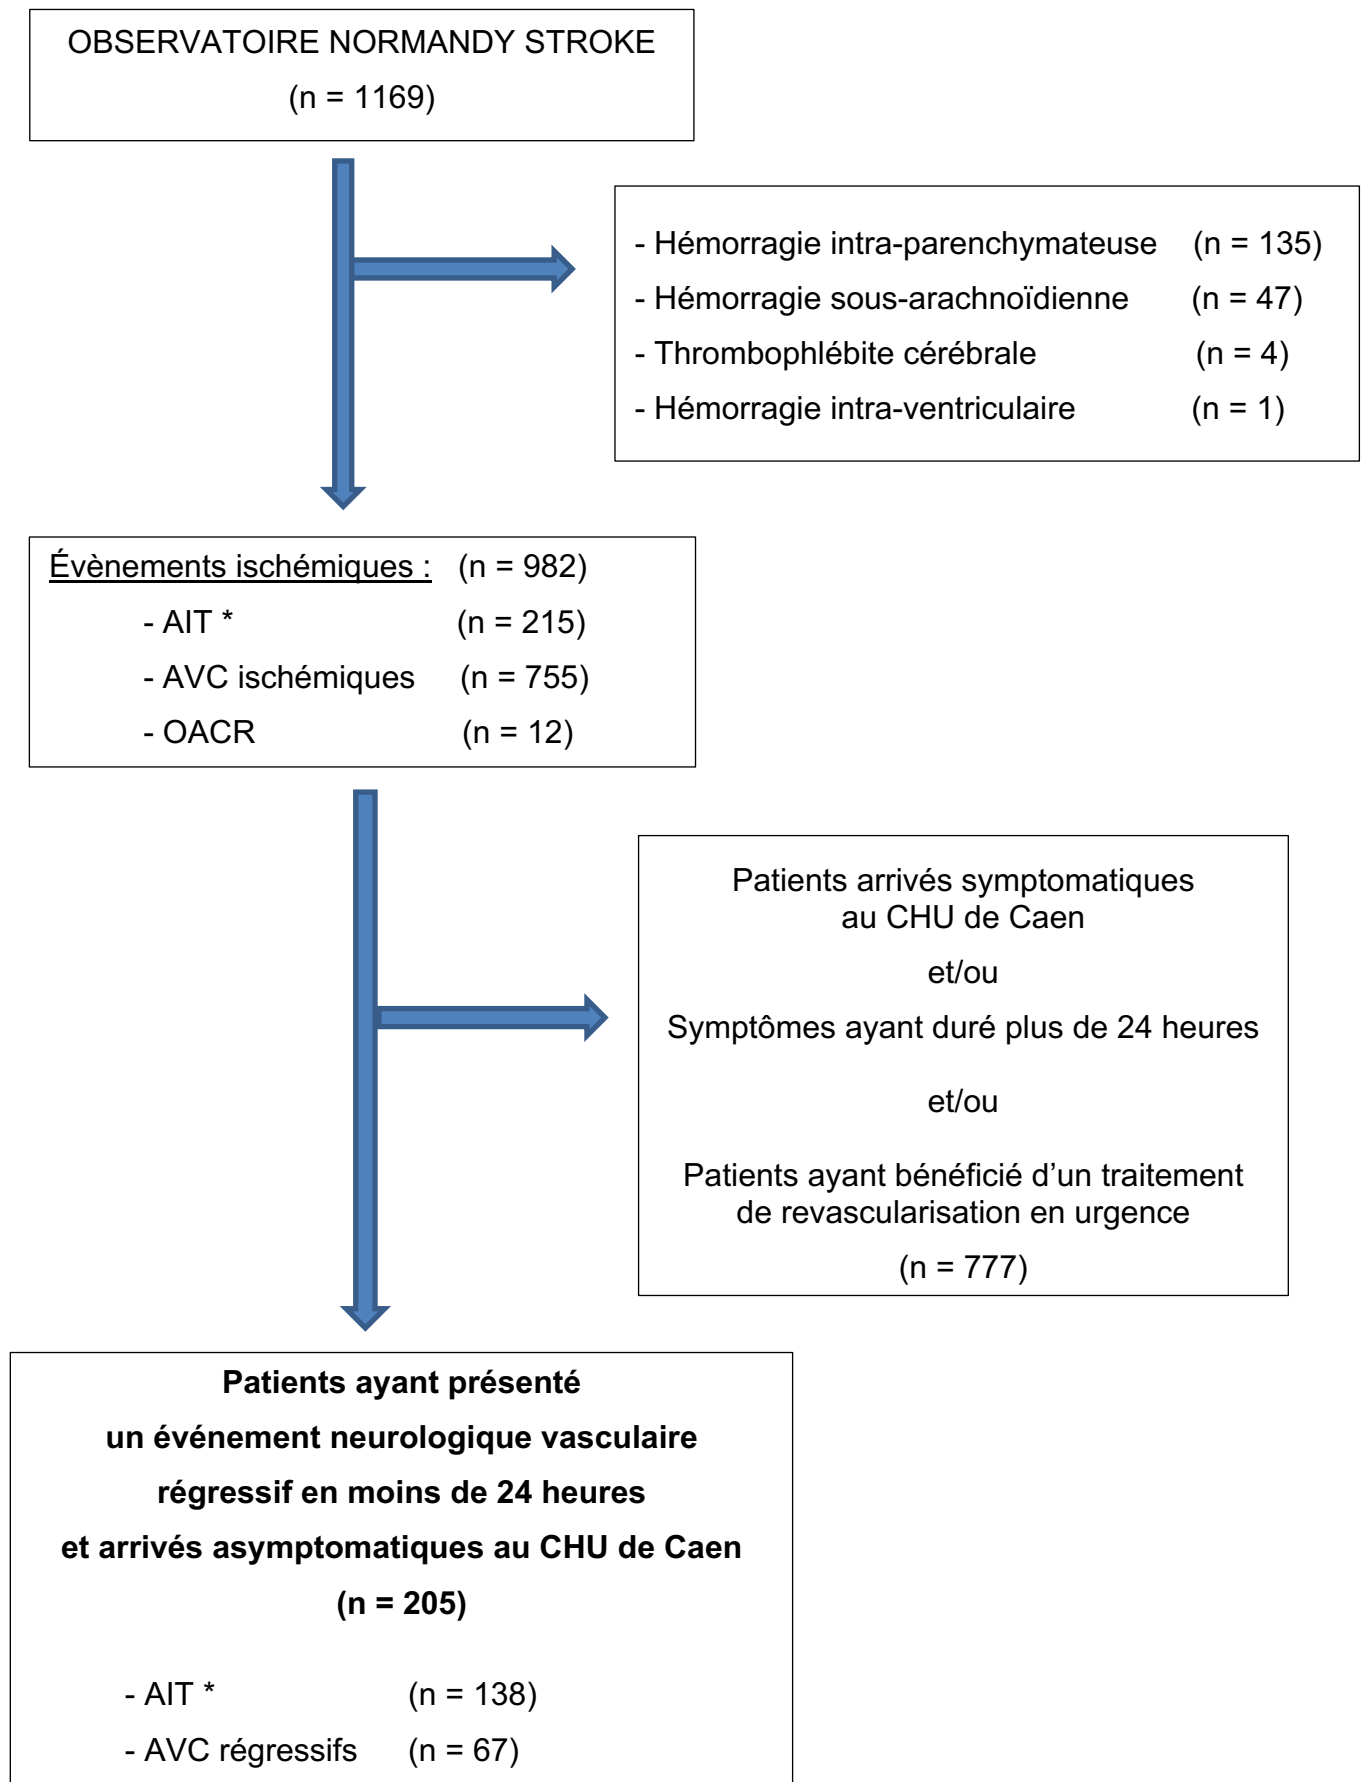 OBSERVATOIRE NORMANDY STROKE
(n = 1169)
- Hémorragie intra-parenchymateuse (n = 135)
- Hémorragie sous-arachnoïdienne (n = 47)
- Thrombophlébite cérébrale (n = 4)
- Hémorragie intra-ventriculaire (n = 1)
Évènements ischémiques : (n = 982)
- AIT * (n = 215)
- AVC ischémiques (n = 755)
- OACR (n = 12)
Patients arrivés symptomatiques
au CHU de Caen
et/ou
Symptômes ayant duré plus de 24 heures
et/ou
Patients ayant bénéficié d’un traitement
de revascularisation en urgence
(n = 777)
Patients ayant présenté
un événement neurologique vasculaire
régressif en moins de 24 heures
et arrivés asymptomatiques au CHU de Caen
(n = 205)
- AIT * (n = 138)
- AVC régressifs (n = 67)